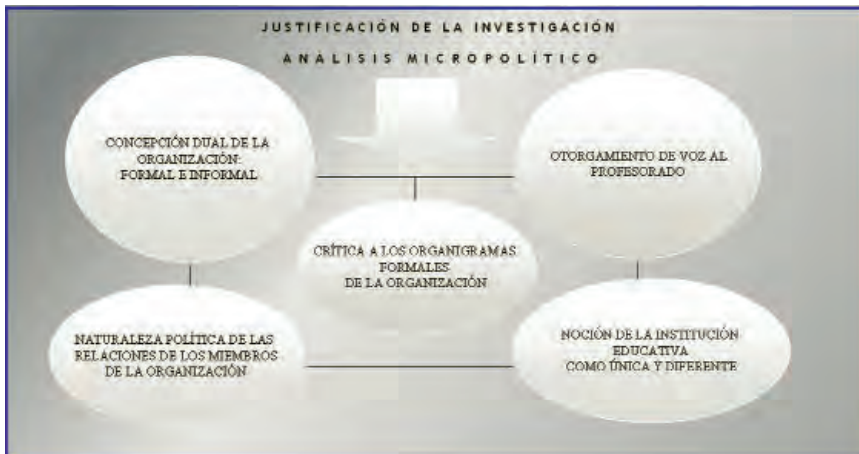 JUSTIFICACIÓN DE LA INVESTIGACIÓN
ANÁLISIS MICROPOLÍTICO
CONCEPCIÓN DUAL DE LA
ORGANIZACIÓN:
FORMAL E INFORMAL
OTORGAMIENTO DE VOZ AL
PROFESORADO
CRÍTICA A LOS ORGANIGRAMAS
FORMALES
DE LA ORGANIZACIÓN
NATURALEZA POLÍTICA DE LAS
RELACIONES DE LOS MIEMBROS
DE LA ORGANIZACIÓN
NOCIÓN DE LA INSTITUCIÓN
EDUCATIVA
COMO ÚNICA Y DIFERENTE